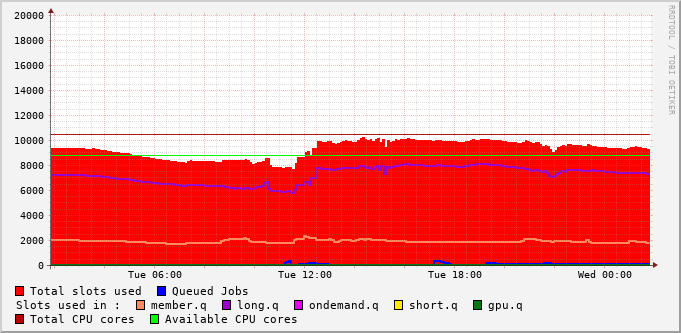 RRDTOOL / TOBI OETIKER
20000
18000
16000
14000
12000
10000
8000
6000
4000
2000
0
Tue 06:00 Tue 12:00 Tue 18:00 Wed 00:00
Total slots used Queued Jobs
Slots used in : member.q long.q ondemand.q short.q gpu.q
Total CPU cores Available CPU cores